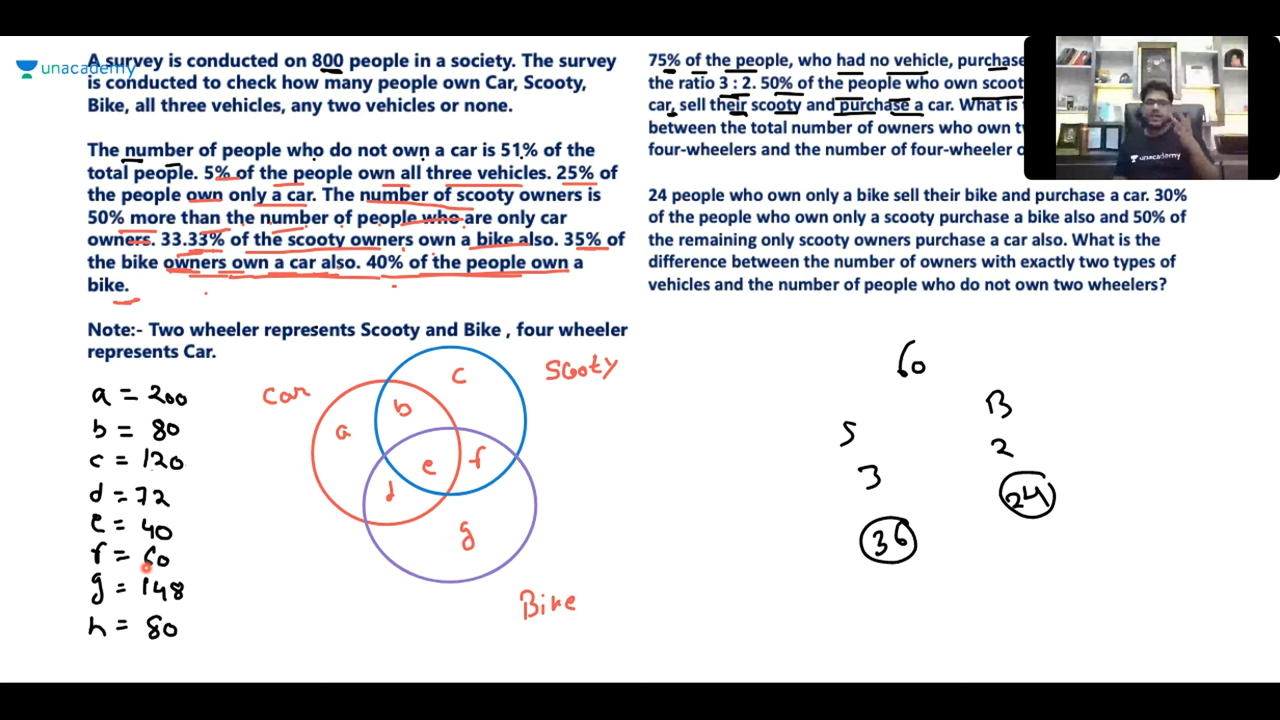 A survey is conducted on 800 people in a society. The survey
unacademy
is conducted to check how many people own Car, Scooty,
Bike, all three vehicles, any two vehicles or none.
The number of people who do not own a car is 51% of the
total people. 5% of the people own all three vehicles. 25% of
the people own only a car. The number of scooty owners is
50% more than the number of people who are only car
owners. 33.33% of the scooty owners own a bike also. 35% of
the bike owners own a car also. 40% of the people own a
bike.
Note:- Two wheeler represents Scooty and Bike , four wheeler
represents Car.
a = 200
b = 80
c = 120
d = 72
e = 40
f = 60
g = 148
h = 80
Car
Scooty
Bike
a
b
c
d
e
f
g
75% of the people, who had no vehicle, purchase
the ratio 3 : 2. 50% of the people who own scoot
car, sell their scooty and purchase a car. What is
between the total number of owners who own
four-wheelers and the number of four-wheeler
unacademy
24 people who own only a bike sell their bike and purchase a car. 30%
of the people who own only a scooty purchase a bike also and 50% of
the remaining only scooty owners purchase a car also. What is the
difference between the number of owners with exactly two types of
vehicles and the number of people who do not own two wheelers?
60
S B
3 2
36 24